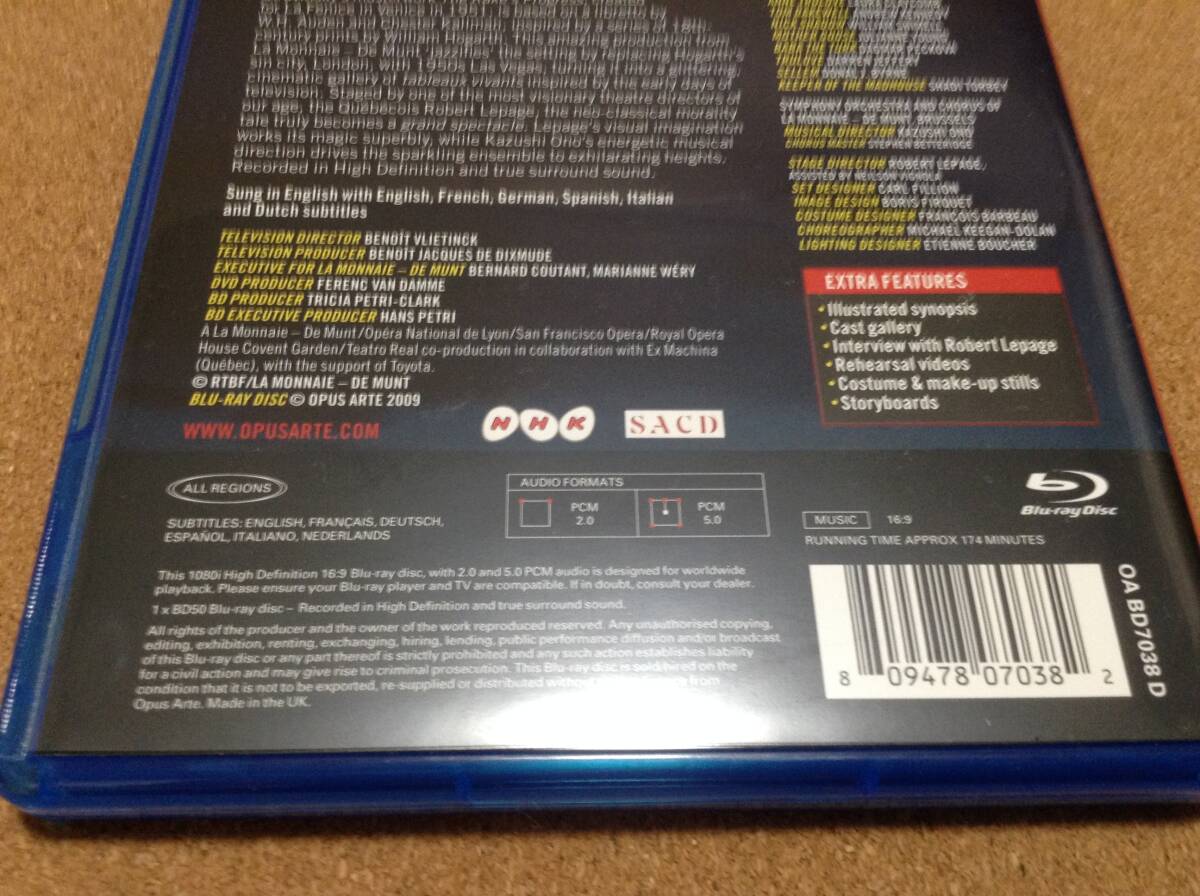 W.H. Auden and
La Monnaie – De Munt, Brussels, sets the by replacing Hogarth's
sin city, London, with 1950s Las Vegas, turning it into a glittering,
cinematic gallery of tableaux vivants inspired by the early days of
television. Staged by one of the most visionary theatre directors of
our age, the Québecois Robert Lepage, the neo-classical morality
tale truly becomes a grand spectacle. Lepage's visual imagination
works its magic superbly, while Kazushi Ono's energetic musical
direction drives the sparkling ensemble to exhilarating heights.
Recorded in High Definition and true surround sound.
Sung in English with English, French, German, Spanish, Italian
and Dutch subtitles
TELEVISION DIRECTOR BENOÎT VLIETINCK
TELEVISION PRODUCER BENOÎT JACQUES DE DIXMUDE
EXECUTIVE FOR LA MONNAIE – DE MUNT BERNARD COUTANT, MARIANNE WÉRY
DVD PRODUCER FERENC VAN DAMME
BD PRODUCER TRICIA PETRI-CLARK
BD EXECUTIVE PRODUCER HANS PETRI
A La Monnaie – De Munt/Opéra National de Lyon/San Francisco Opera/Royal Opera
House Covent Garden/Teatro Real co-production in collaboration with Ex Machina
(Québec), with the support of Toyota.
© RTBF/LA MONNAIE – DE MUNT
BLU-RAY DISC © OPUS ARTE 2009
WWW.OPUSARTE.COM
NHK
SACD
BABA THE TURK DAGMAR PECKOVA
TRULOVE DARREN JEFFERY
SELLEM DONAL J. BYRNE
KEEPER OF THE MADHOUSE SHADI TORBEY
SYMPHONY ORCHESTRA AND CHORUS OF
LA MONNAIE – DE MUNT, BRUSSELS
MUSICAL DIRECTOR KAZUSHI ONO
CHORUS MASTER STEPHEN BETTERIDGE
STAGE DIRECTOR ROBERT LEPAGE,
ASSISTED BY NEILSON VIGNOLA
SET DESIGNER CARL FILLION
IMAGE DESIGN BORIS FIRQUET
COSTUME DESIGNER FRANÇOIS BARBEAU
CHOREOGRAPHER MICHAEL KEEGAN-DOLAN
LIGHTING DESIGNER ÉTIENNE BOUCHER
EXTRA FEATURES
• Illustrated synopsis
• Cast gallery
• Interview with Robert Lepage
• Rehearsal videos
• Costume & make-up stills
• Storyboards
ALL REGIONS
SUBTITLES: ENGLISH, FRANÇAIS, DEUTSCH,
ESPAÑOL, ITALIANO, NEDERLANDS
AUDIO FORMATS
PCM
2.0
PCM
5.0
Blu-ray Disc
MUSIC 16:9
RUNNING TIME APPROX 174 MINUTES
This 1080i High Definition 16:9 Blu-ray disc, with 2.0 and 5.0 PCM audio is designed for worldwide
playback. Please ensure your Blu-ray player and TV are compatible. If in doubt, consult your dealer.
1 x BD50 Blu-ray disc – Recorded in High Definition and true surround sound.
All rights of the producer and the owner of the work reproduced reserved. Any unauthorised copying,
editing, exhibition, renting, exchanging, hiring, lending, public performance diffusion and/or broadcast
of this Blu-ray disc or any part thereof is strictly prohibited and any such action establishes liability
for a civil action and may give rise to criminal prosecution. This Blu-ray disc is sold/hired on the
condition that it is not to be exported, re-supplied or distributed without from
Opus Arte. Made in the UK.
8 09478 07038 2
OA BD7038 D